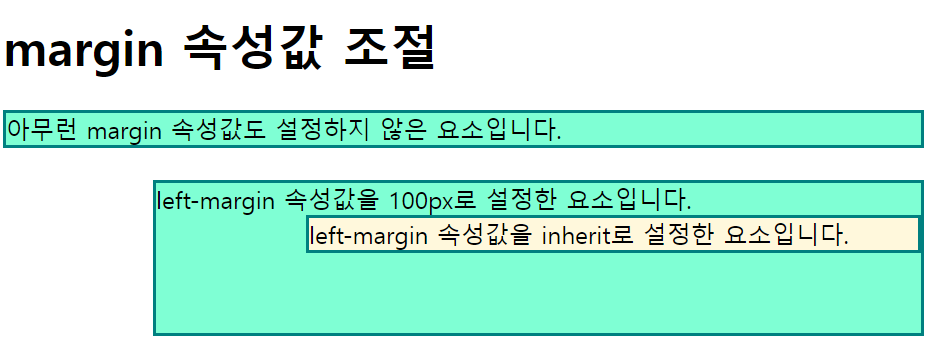 margin 속성값 조절
아무런 margin 속성값도 설정하지 않은 요소입니다.
left-margin 속성값을 100px로 설정한 요소입니다.
left-margin 속성값을 inherit로 설정한 요소입니다.